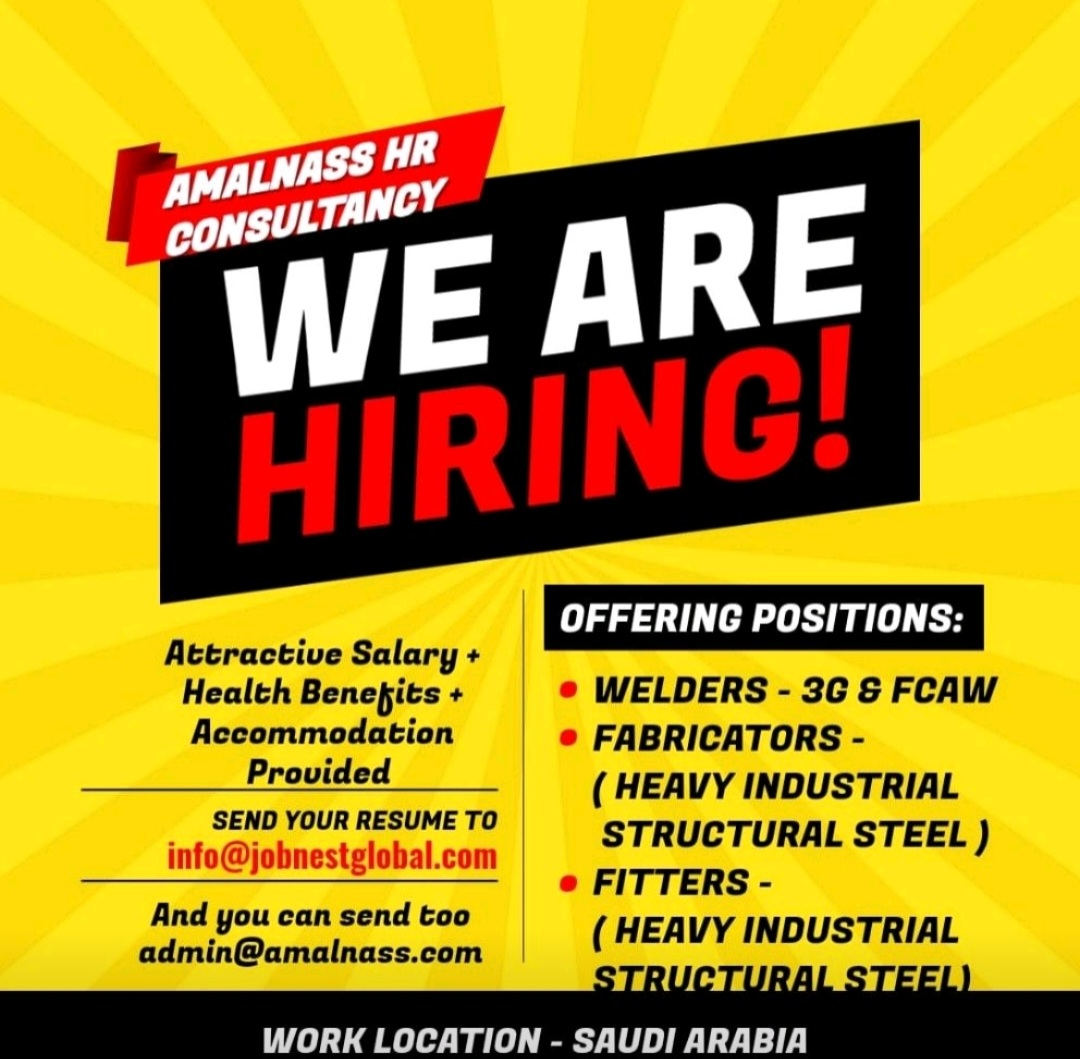 AMALNASS HR
CONSULTANCY
WE ARE
HIRING!
Attractive Salary +
Health Benefits +
Accommodation
Provided
SEND YOUR RESUME TO
info@jobnestglobal.com
And you can send too
admin@amalnass.com
OFFERING POSITIONS:
• WELDERS - 3G & FCAW
• FABRICATORS -
( HEAVY INDUSTRIAL
STRUCTURAL STEEL )
• FITTERS -
( HEAVY INDUSTRIAL
STRUCTURAL STEEL)
WORK LOCATION - SAUDI ARABIA